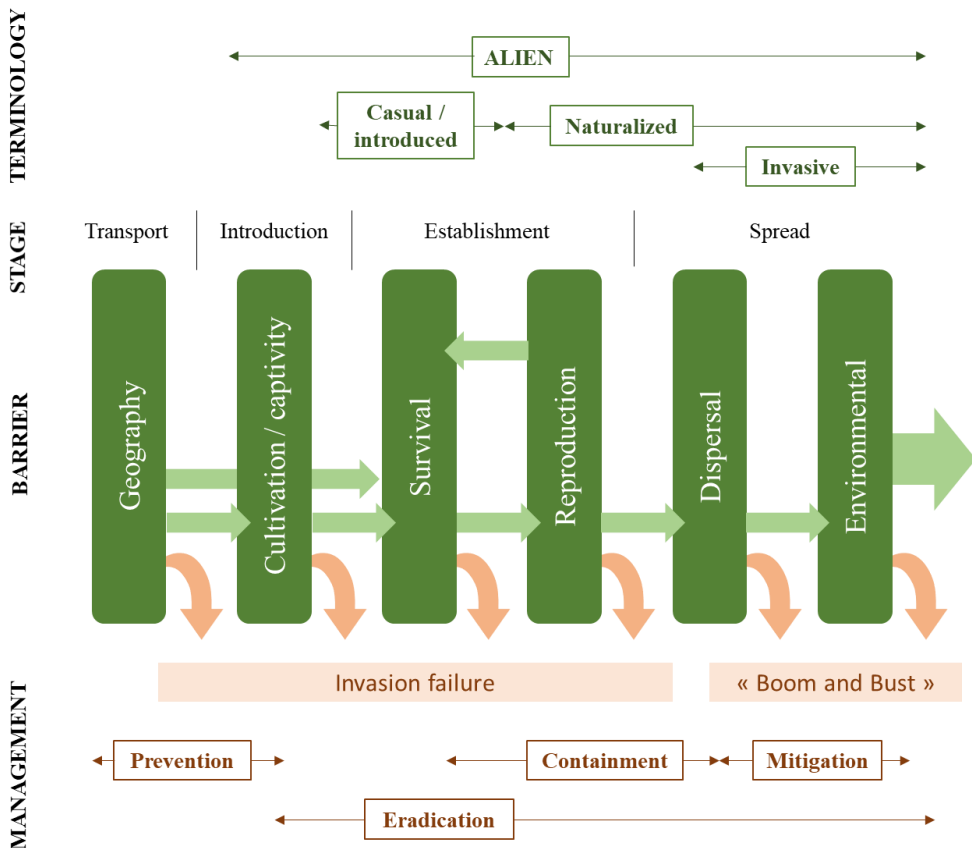 TERMINOLOGY
ALIEN
Casual /
introduced
Naturalized
Invasive
STAGE
Transport
Introduction
Establishment
Spread
BARRIER
Geography
Cultivation / captivity
Survival
Reproduction
Dispersal
Environmental
Invasion failure
« Boom and Bust »
MANAGEMENT
Prevention
Containment
Mitigation
Eradication